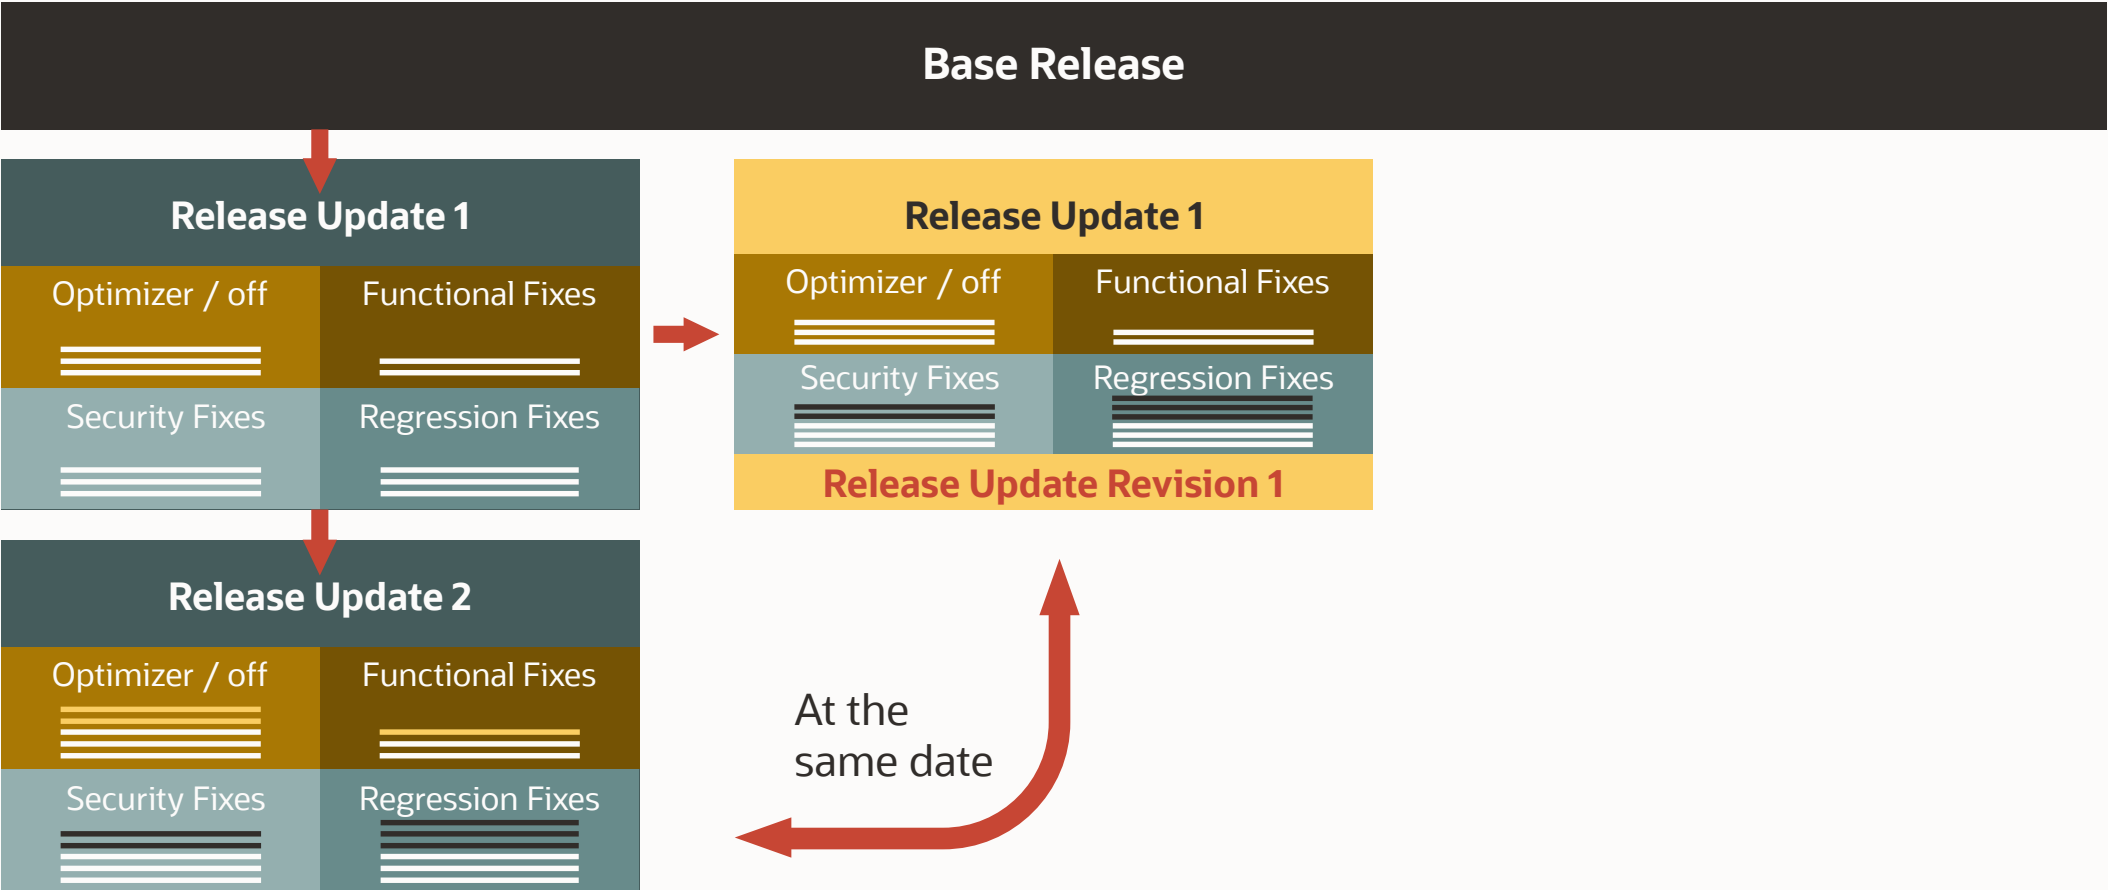 Base Release
Release Update 1
Optimizer / off
Functional Fixes
Security Fixes
Regression Fixes
Release Update 1
Optimizer / off
Functional Fixes
Security Fixes
Regression Fixes
Release Update Revision 1
Release Update 2
Optimizer / off
Functional Fixes
Security Fixes
Regression Fixes
At the
same date